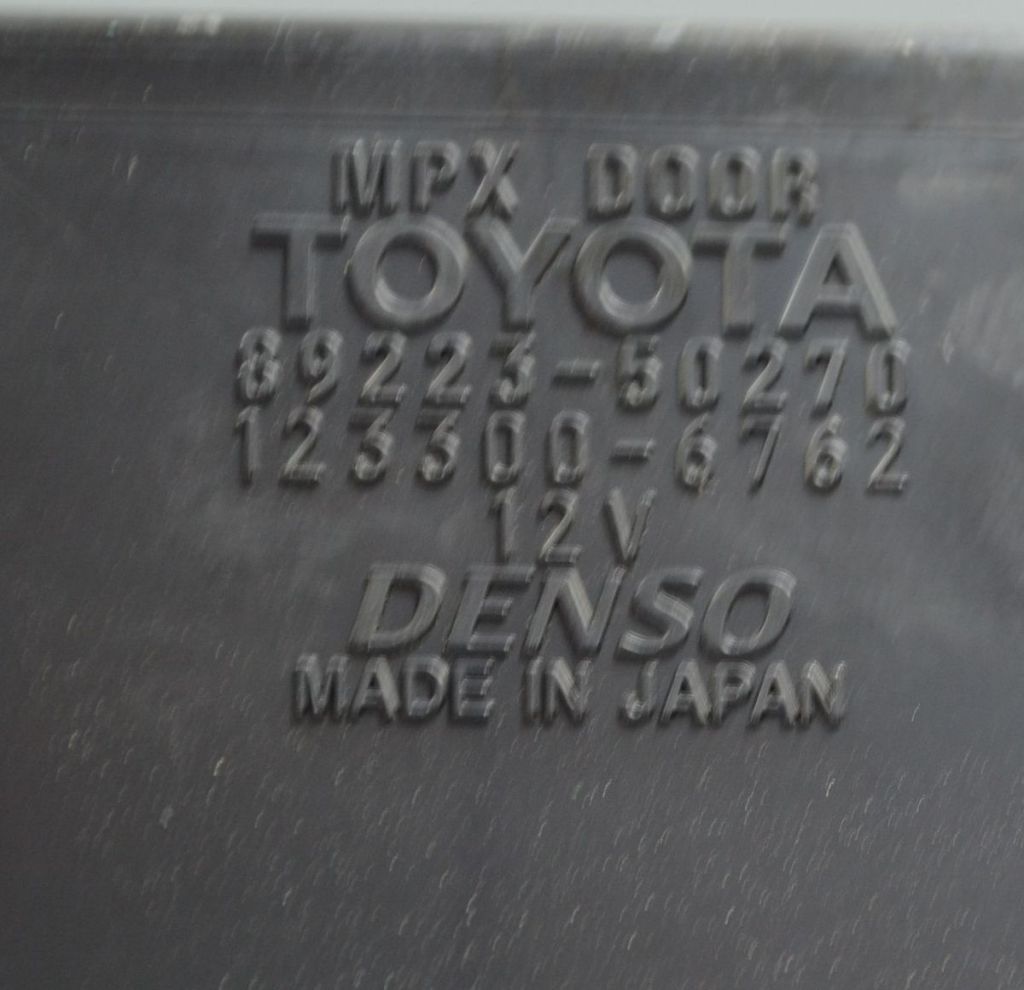 MPX DOOR
TOYOTA
89223-50270
123300-6762
12V
DENSO
MADE IN JAPAN